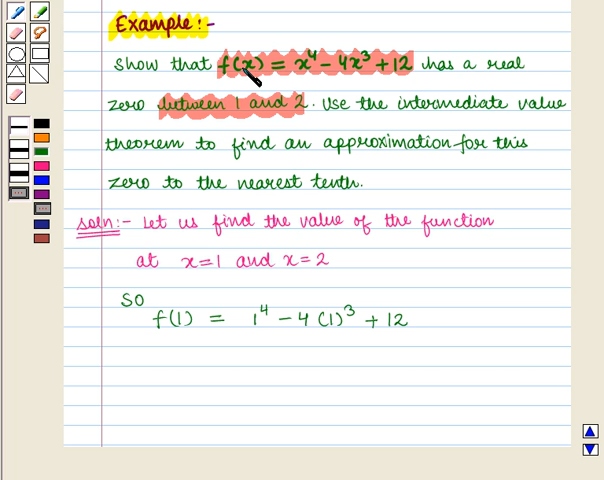 Example:-
Show that f(x) = x⁴ - 4x³ + 12 has a real
zero between 1 and 2. Use the intermediate value
theorem to find an approximation for this
zero to the nearest tenth.
soln:- Let us find the value of the function
at x=1 and x=2
SO
f(1) = 1⁴ - 4 (1)³ + 12